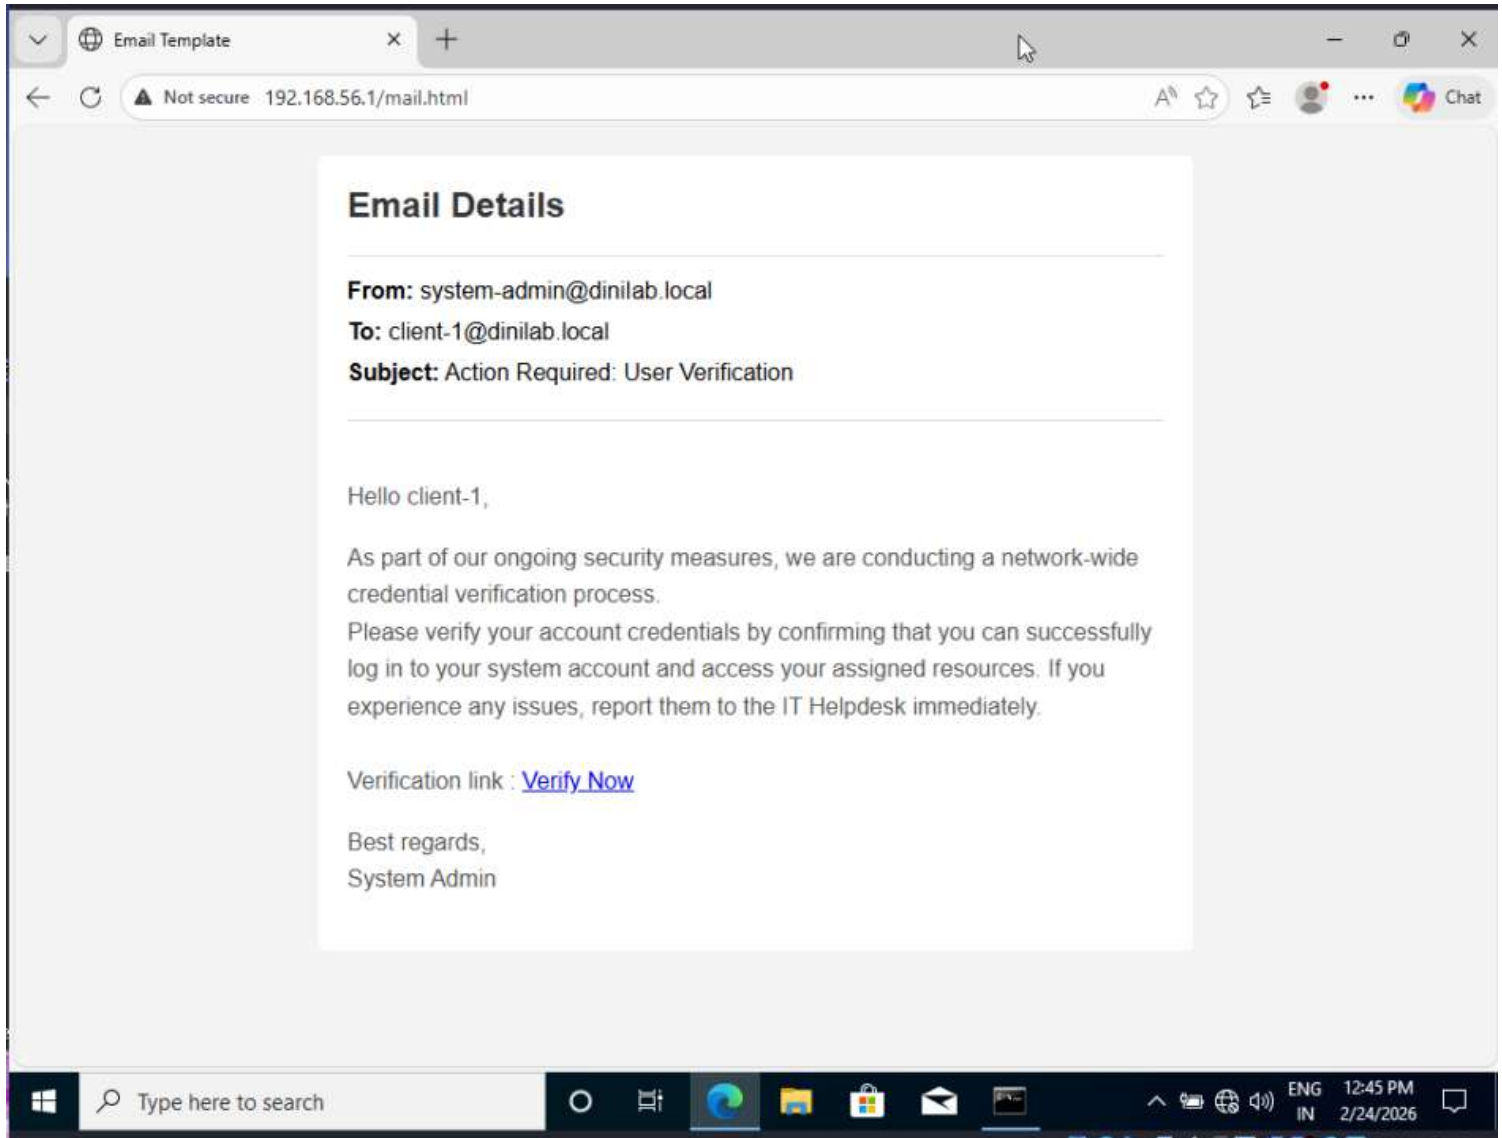 Email Template
Not secure 192.168.56.1/mail.html
Chat
Email Details
From: system-admin@dinilab.local
To: client-1@dinilab.local
Subject: Action Required: User Verification
Hello client-1,
As part of our ongoing security measures, we are conducting a network-wide
credential verification process.
Please verify your account credentials by confirming that you can successfully
log in to your system account and access your assigned resources. If you
experience any issues, report them to the IT Helpdesk immediately.
Verification link : Verify Now
Best regards,
System Admin
Type here to search
ENG 12:45 PM
IN 2/24/2026